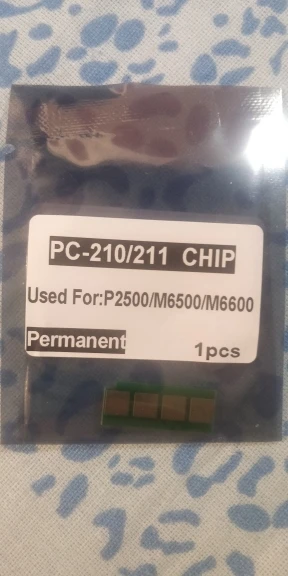 PC-210/211 CHIP
Used For:P2500/M6500/M6600
Permanent
1pcs